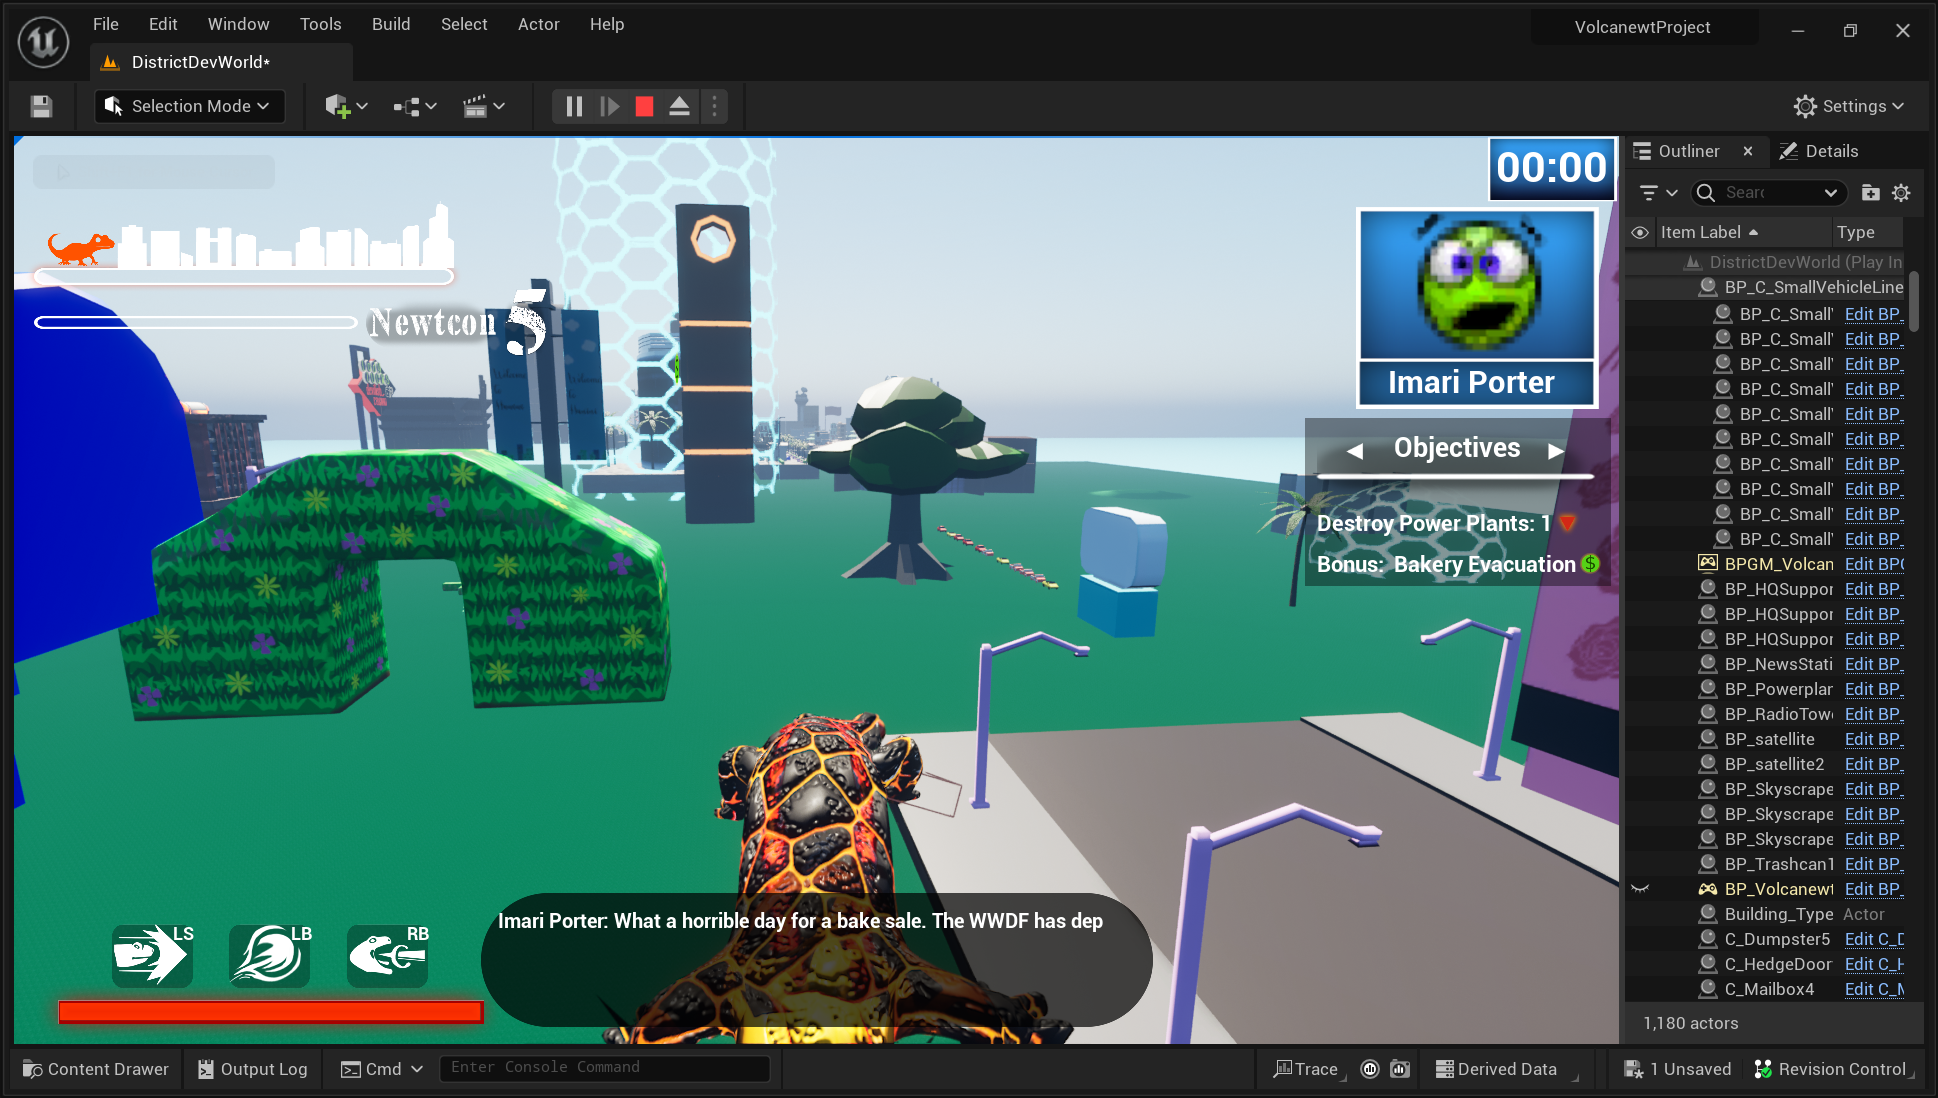 File Edit Window Tools Build Select Actor Help
VolcanewtProject
DistrictDevWorld*
Selection Mode
Settings
Outliner
Details
Item Label
Type
DistrictDevWorld (Play In
BP_C_SmallVehicleLine
BP_C_Small Edit BP_
BP_C_Small Edit BP_
BP_C_Small Edit BP_
BP_C_Small Edit BP_
BP_C_Small Edit BP_
BP_C_Small Edit BP_
BP_C_Small Edit BP_
BP_C_Small Edit BP_
BP_C_Small Edit BP_
BP_C_Small Edit BP_
BPGM_Volcan Edit BPG
BP_HQSuppor Edit BP_
BP_HQSuppor Edit BP_
BP_HQSuppor Edit BP_
BP_NewsStati Edit BP_
BP_Powerplan Edit BP_
BP_RadioTow Edit BP_
BP_satellite Edit BP_
BP_satellite2 Edit BP_
BP_Skyscrape Edit BP_
BP_Skyscrape Edit BP_
BP_Skyscrape Edit BP_
BP_Trashcan1 Edit BP_
BP_Volcanewt Edit BP_
Building_Type Actor
C_Dumpster5 Edit C_D
C_HedgeDoor Edit C_H
C_Mailbox4 Edit C_M
1,180 actors
00:00
Imari Porter
Newtcon 5
Objectives
Destroy Power Plants: 1
Bonus: Bakery Evacuation $
LS
LB
RB
Imari Porter: What a horrible day for a bake sale. The WWDF has dep
Content Drawer
Output Log
Cmd
Enter Console Command
Trace
Derived Data
1 Unsaved
Revision Control